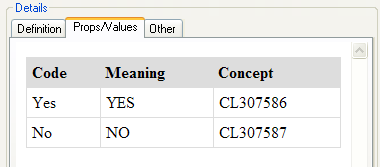 Details
Definition Props/Values Other
Code Meaning Concept
Yes YES CL307586
No NO CL307587